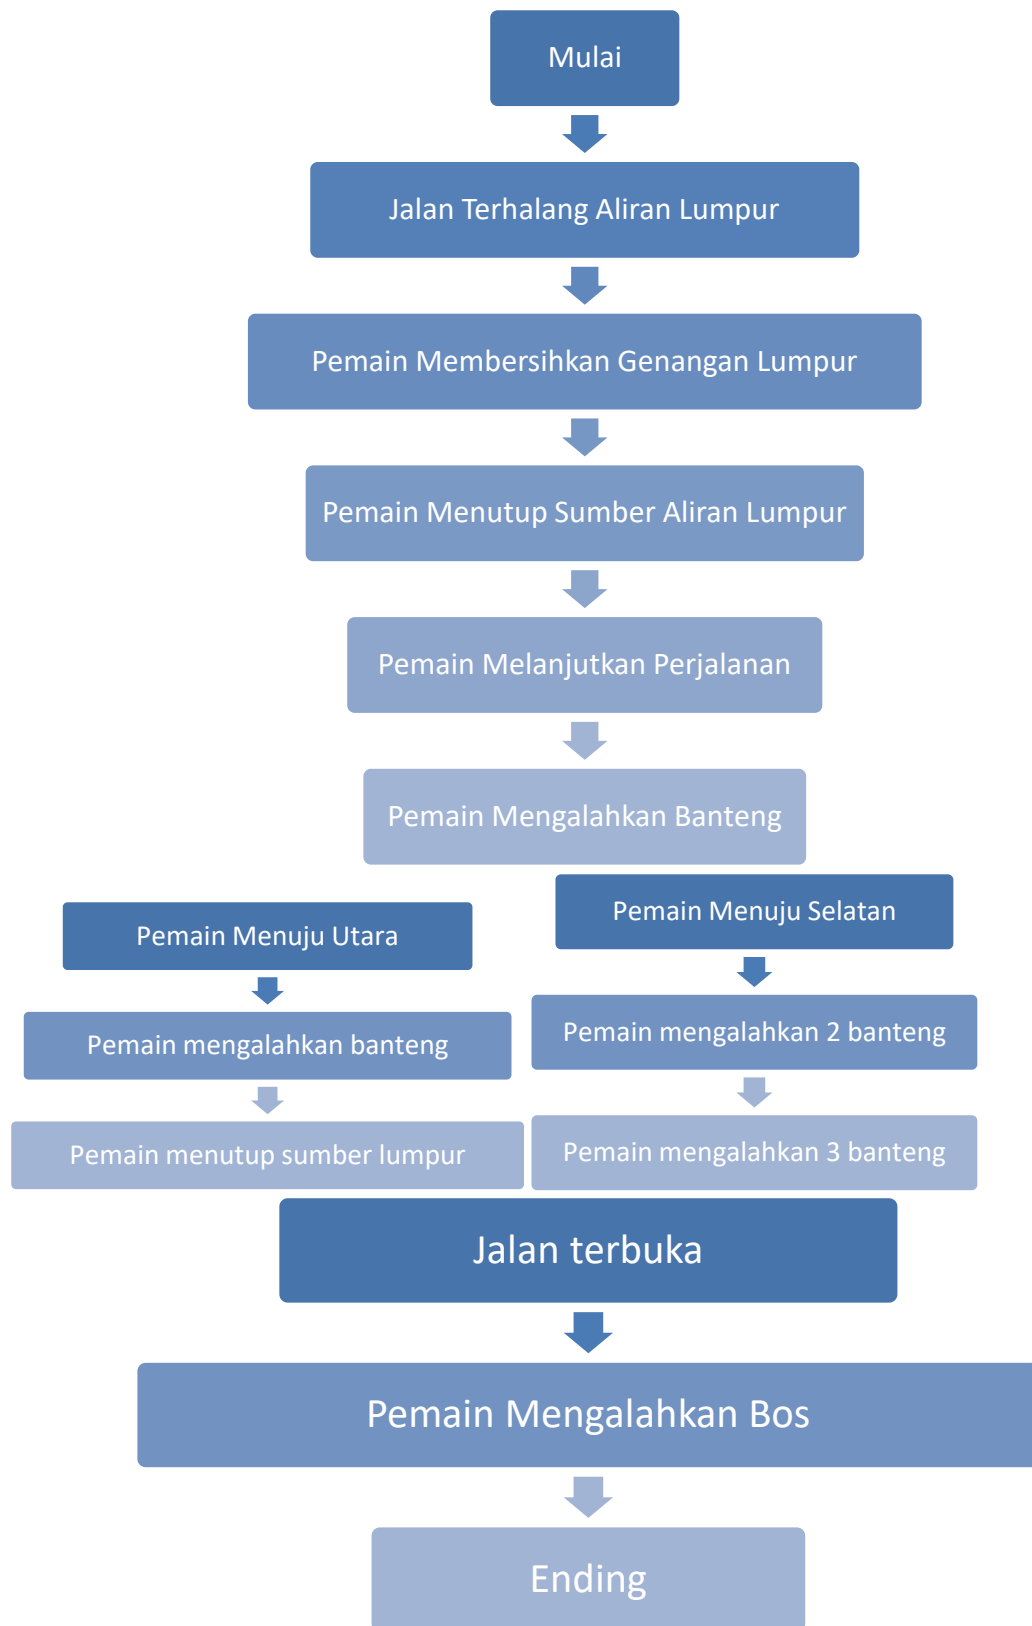 Mulai
Jalan Terhalang Aliran Lumpur
Pemain Membersihkan Genangan Lumpur
Pemain Menutup Sumber Aliran Lumpur
Pemain Melanjutkan Perjalanan
Pemain Mengalahkan Banteng
Pemain Menuju Utara
Pemain mengalahkan banteng
Pemain menutup sumber lumpur
Pemain Menuju Selatan
Pemain mengalahkan 2 banteng
Pemain mengalahkan 3 banteng
Jalan terbuka
Pemain Mengalahkan Bos
Ending